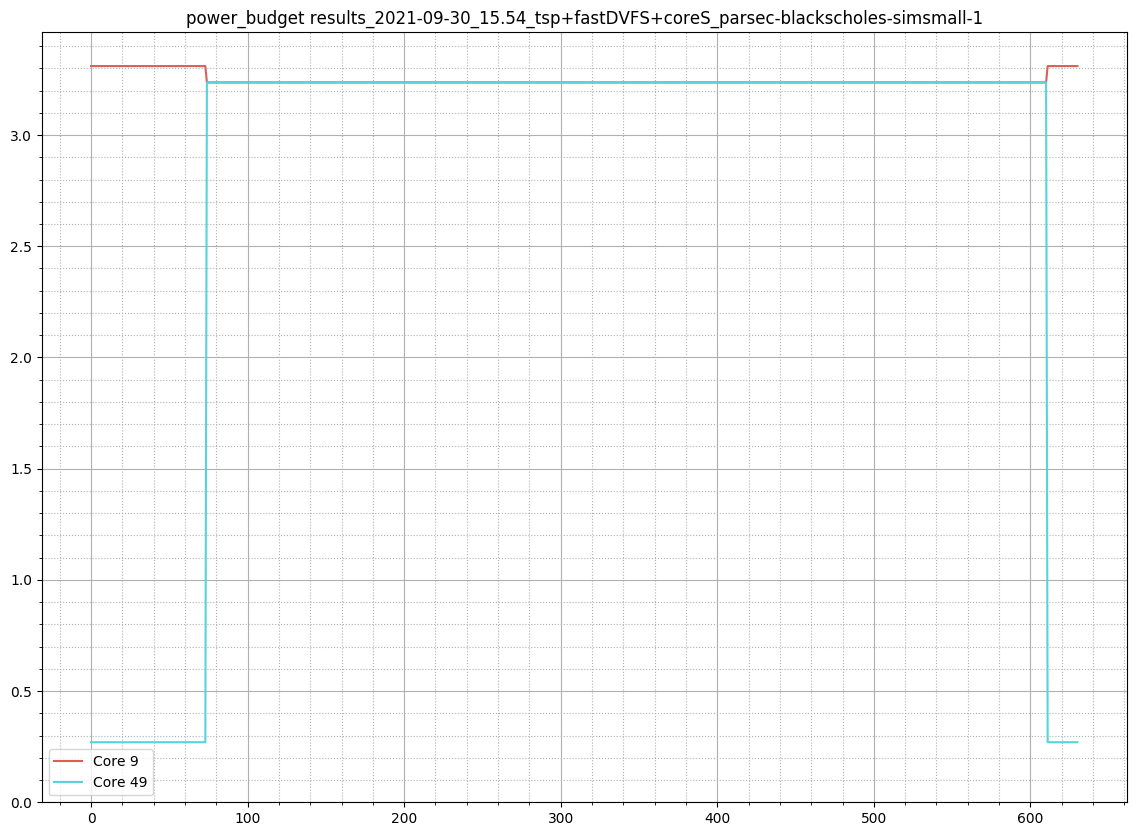 power_budget results_2021-09-30_15.54_tsp+fastDVFS+coreS_parsec-blackscholes-simsmall-1
3.0
2.5
2.0
1.5
1.0
0.5
0.0
Core 9
Core 49
0 100 200 300 400 500 600